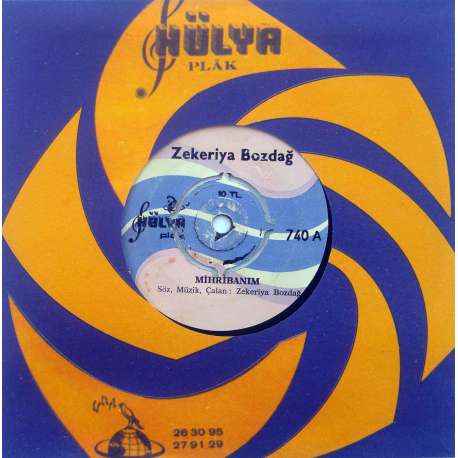 HÜLYA
PLÂK
Zekeriya Bozdağ
10 TL.
HÜLYA
plak
740 A
MİHRİBANIM
Söz, Müzik, Çalan : Zekeriya Bozdağ
26 30 95
27 91 29